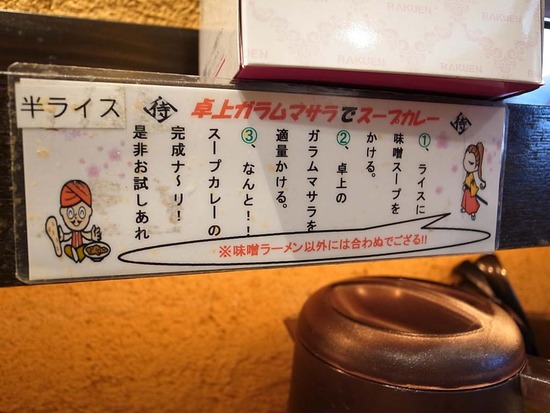 RAKUEN RAKUEN RAKUEN
半ライス
侍 卓上ガラムマサラでスープカレー 侍
①、ライスに
味噌スープを
かける。
②、卓上の
ガラムマサラを
適量かける。
③、なんと！！
スープカレーの
完成ナ〜リ！
是非お試しあれ
※味噌ラーメン以外には合わぬでござる!!